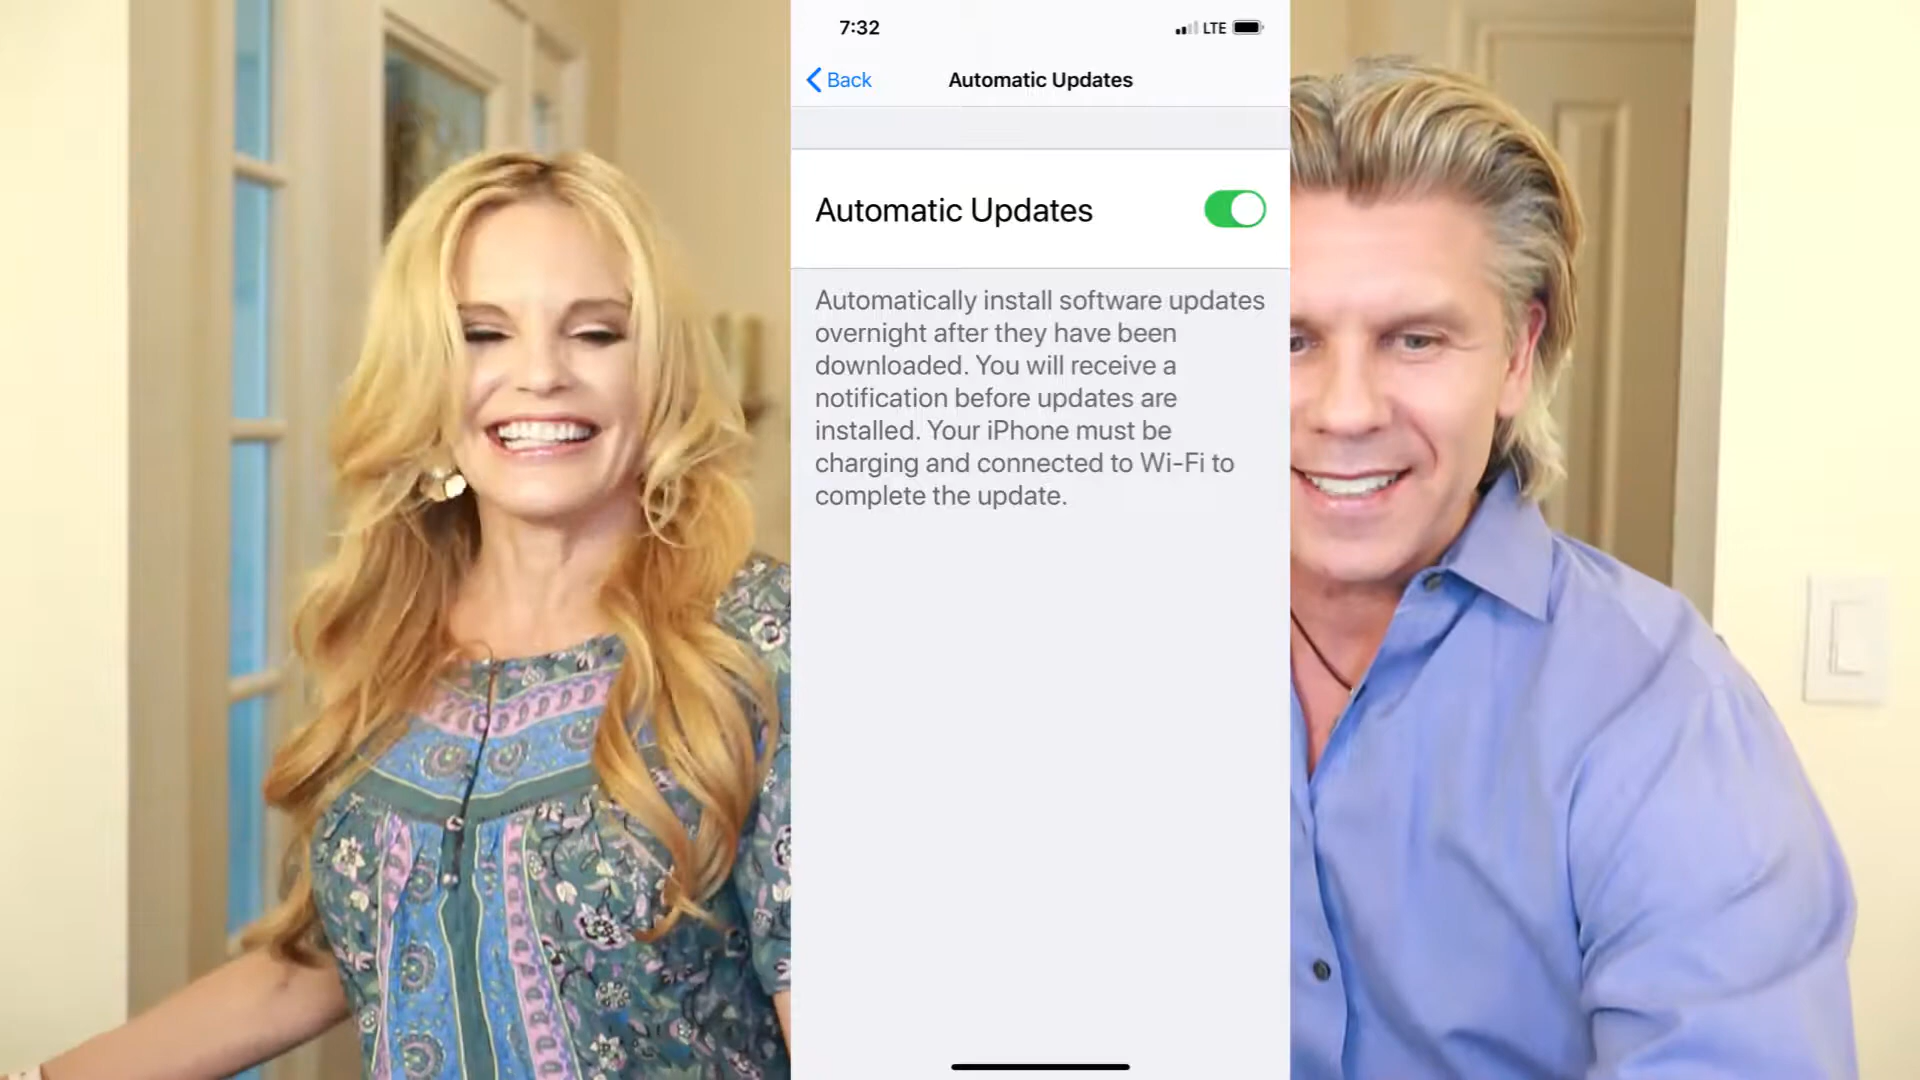 7:32 LTE
Back Automatic Updates
Automatic Updates
Automatically install software updates
overnight after they have been
downloaded. You will receive a
notification before updates are
installed. Your iPhone must be
charging and connected to Wi-Fi to
complete the update.